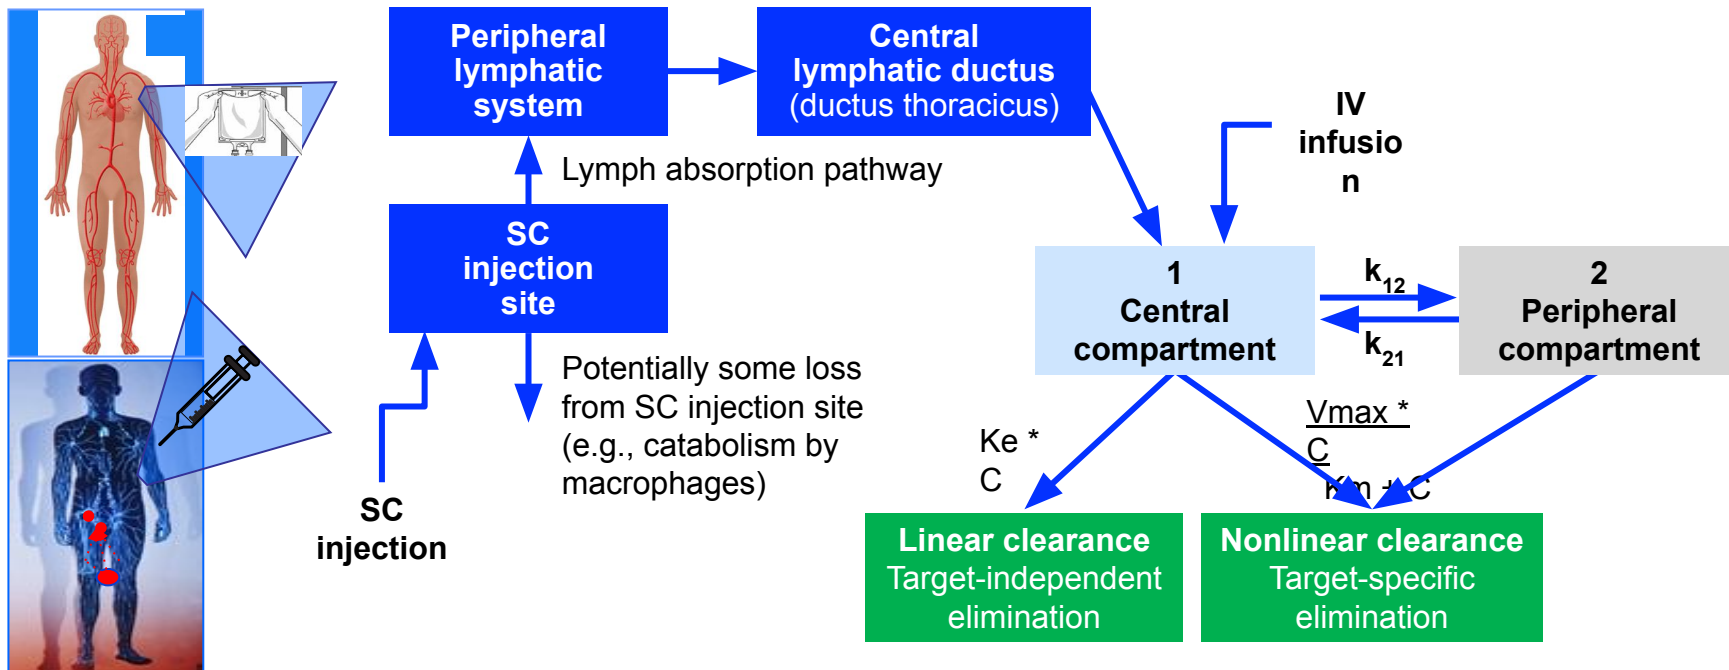 Peripheral
lymphatic
system
Central
lymphatic ductus
(ductus thoracicus)
IV
infusio
n
Lymph absorption pathway
SC
injection
site
1
Central
compartment
k12
k21
2
Peripheral
compartment
Potentially some loss
from SC injection site
(e.g., catabolism by
macrophages)
SC
injection
Ke *
C
Vmax *
C
Km + C
Linear clearance
Target-independent
elimination
Nonlinear clearance
Target-specific
elimination